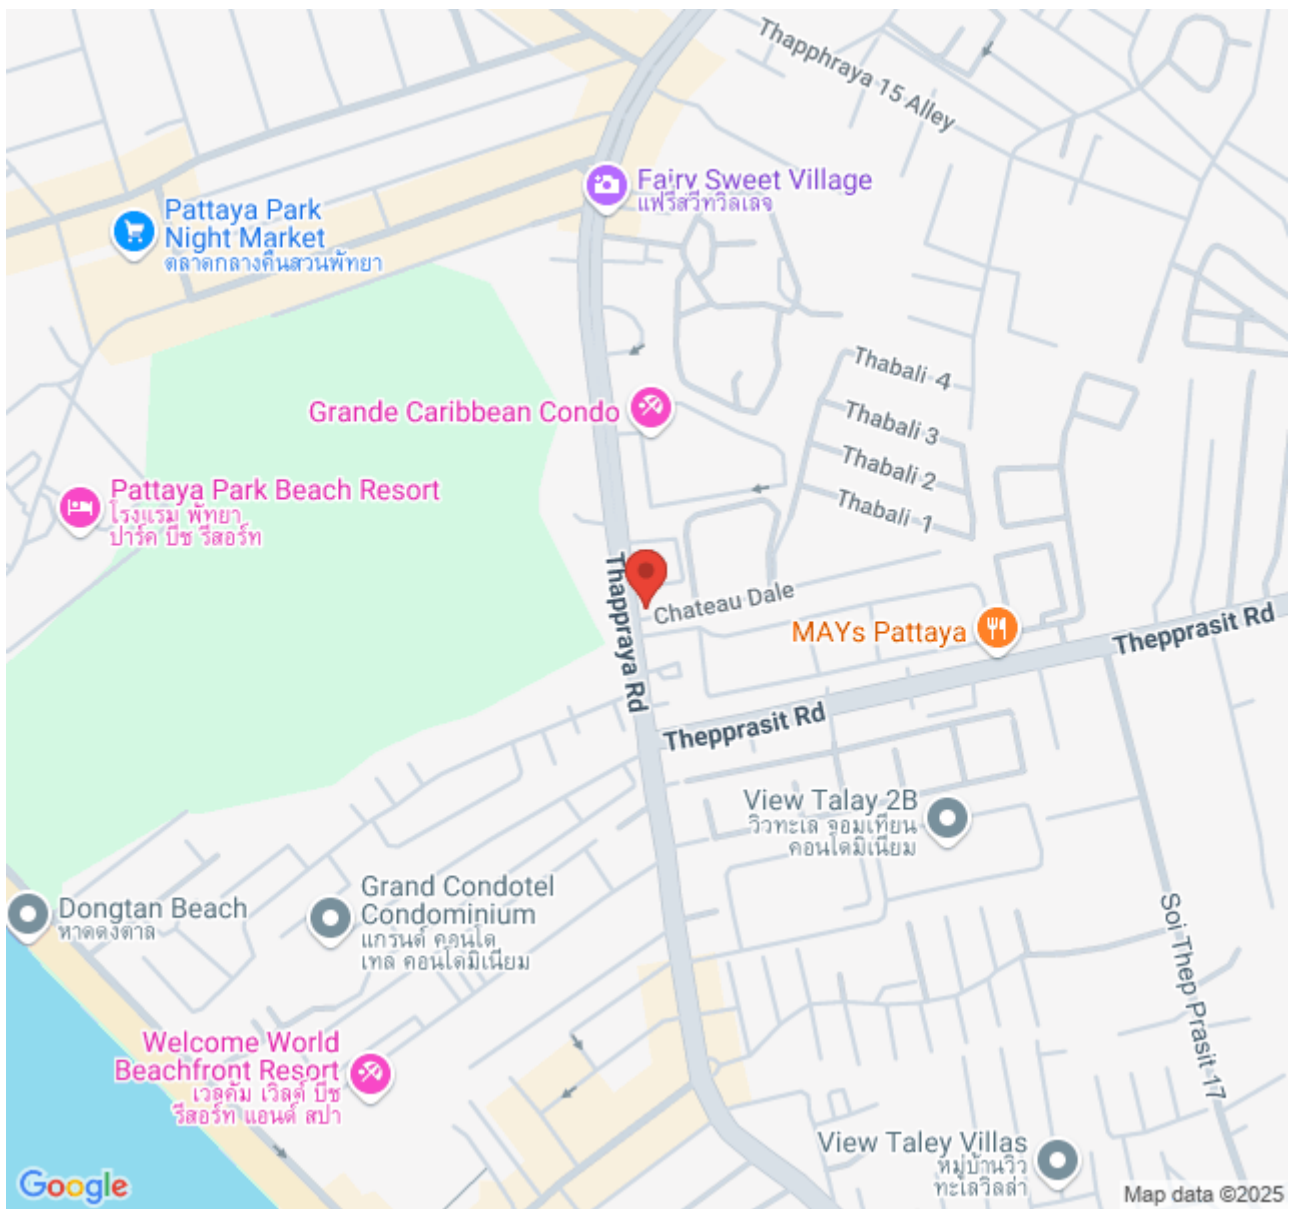 Thapphraya 15 Alley
Fairy Sweet Village
แฟรี่สวีทวิลเลจ
Pattaya Park
Night Market
ตลาดกลางคืนสวนพัทยา
Thabali 4
Grande Caribbean Condo
Thabali 3
Thabali 2
Pattaya Park Beach Resort
โรงแรม พัทยา
ปาร์ค บีช รีสอร์ท
Thabali 1
Thappraya Rd
Chateau Dale
MAYs Pattaya
Thepprasit Rd
Thepprasit Rd
View Talay 2B
วิวทะเล จอมเทียน
คอนโดมิเนียม
Grand Condotel
Condominium
แกรนด์ คอนโด
เทล คอนโดมิเนียม
Dongtan Beach
หาดดงตาล
Soi Thep Prasit 17
Welcome World
Beachfront Resort
เวลคัม เวิลด์ บีช
รีสอร์ท แอนด์ สปา
View Taley Villas
หมู่บ้านวิว
ทะเลวิลล่า
Google
Map data ©2025